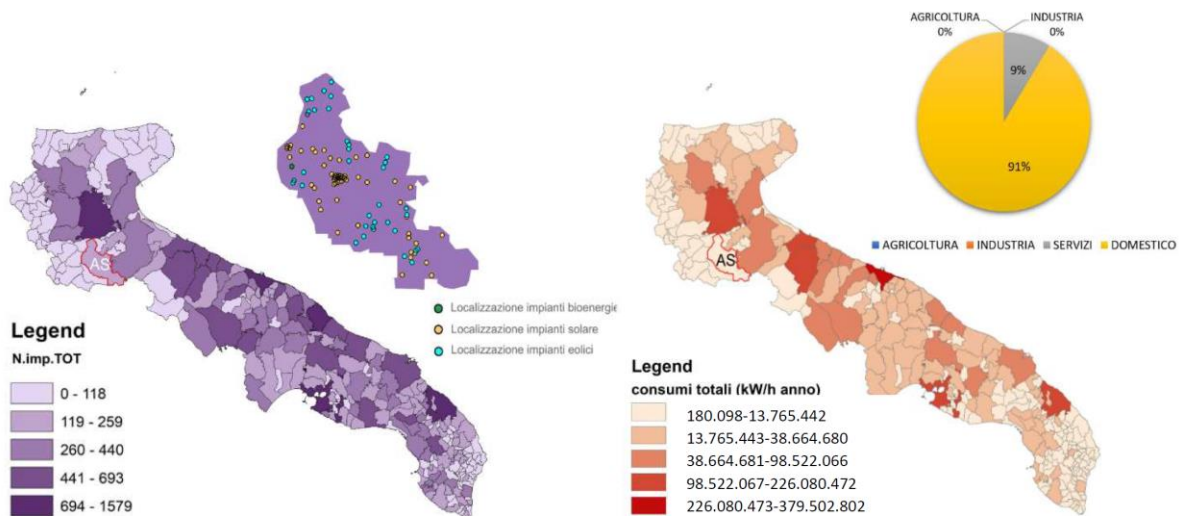 AS
Localizzazione impianti bioenergie
Localizzazione impianti solare
Localizzazione impianti eolici
Legend
N.imp.TOT
0 - 118
119 - 259
260 - 440
441 - 693
694 - 1579
AGRICOLTURA
0%
INDUSTRIA
0%
9%
91%
AGRICOLTURA INDUSTRIA SERVIZI DOMESTICO
AS
Legend
consumi totali (kW/h anno)
180.098-13.765.442
13.765.443-38.664.680
38.664.681-98.522.066
98.522.067-226.080.472
226.080.473-379.502.802